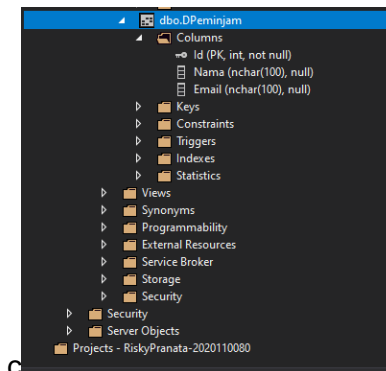 dbo.DPeminjam
Columns
Id (PK, int, not null)
Nama (nchar(100), null)
Email (nchar(100), null)
Keys
Constraints
Triggers
Indexes
Statistics
Views
Synonyms
Programmability
External Resources
Service Broker
Storage
Security
Security
Server Objects
Projects - RiskyPranata-2020110080
c